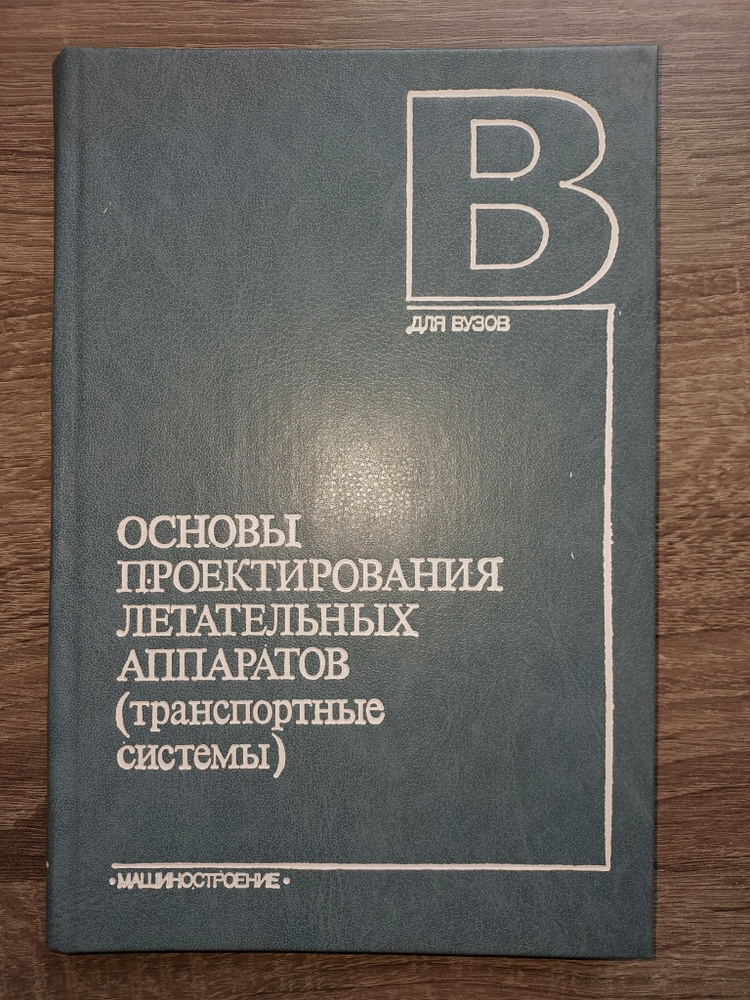 В
ДЛЯ ВУЗОВ
ОСНОВЫ
ПРОЕКТИРОВАНИЯ
ЛЕТАТЕЛЬНЫХ
АППАРАТОВ
(транспортные
системы)
•МАШИНОСТРОЕНИЕ•